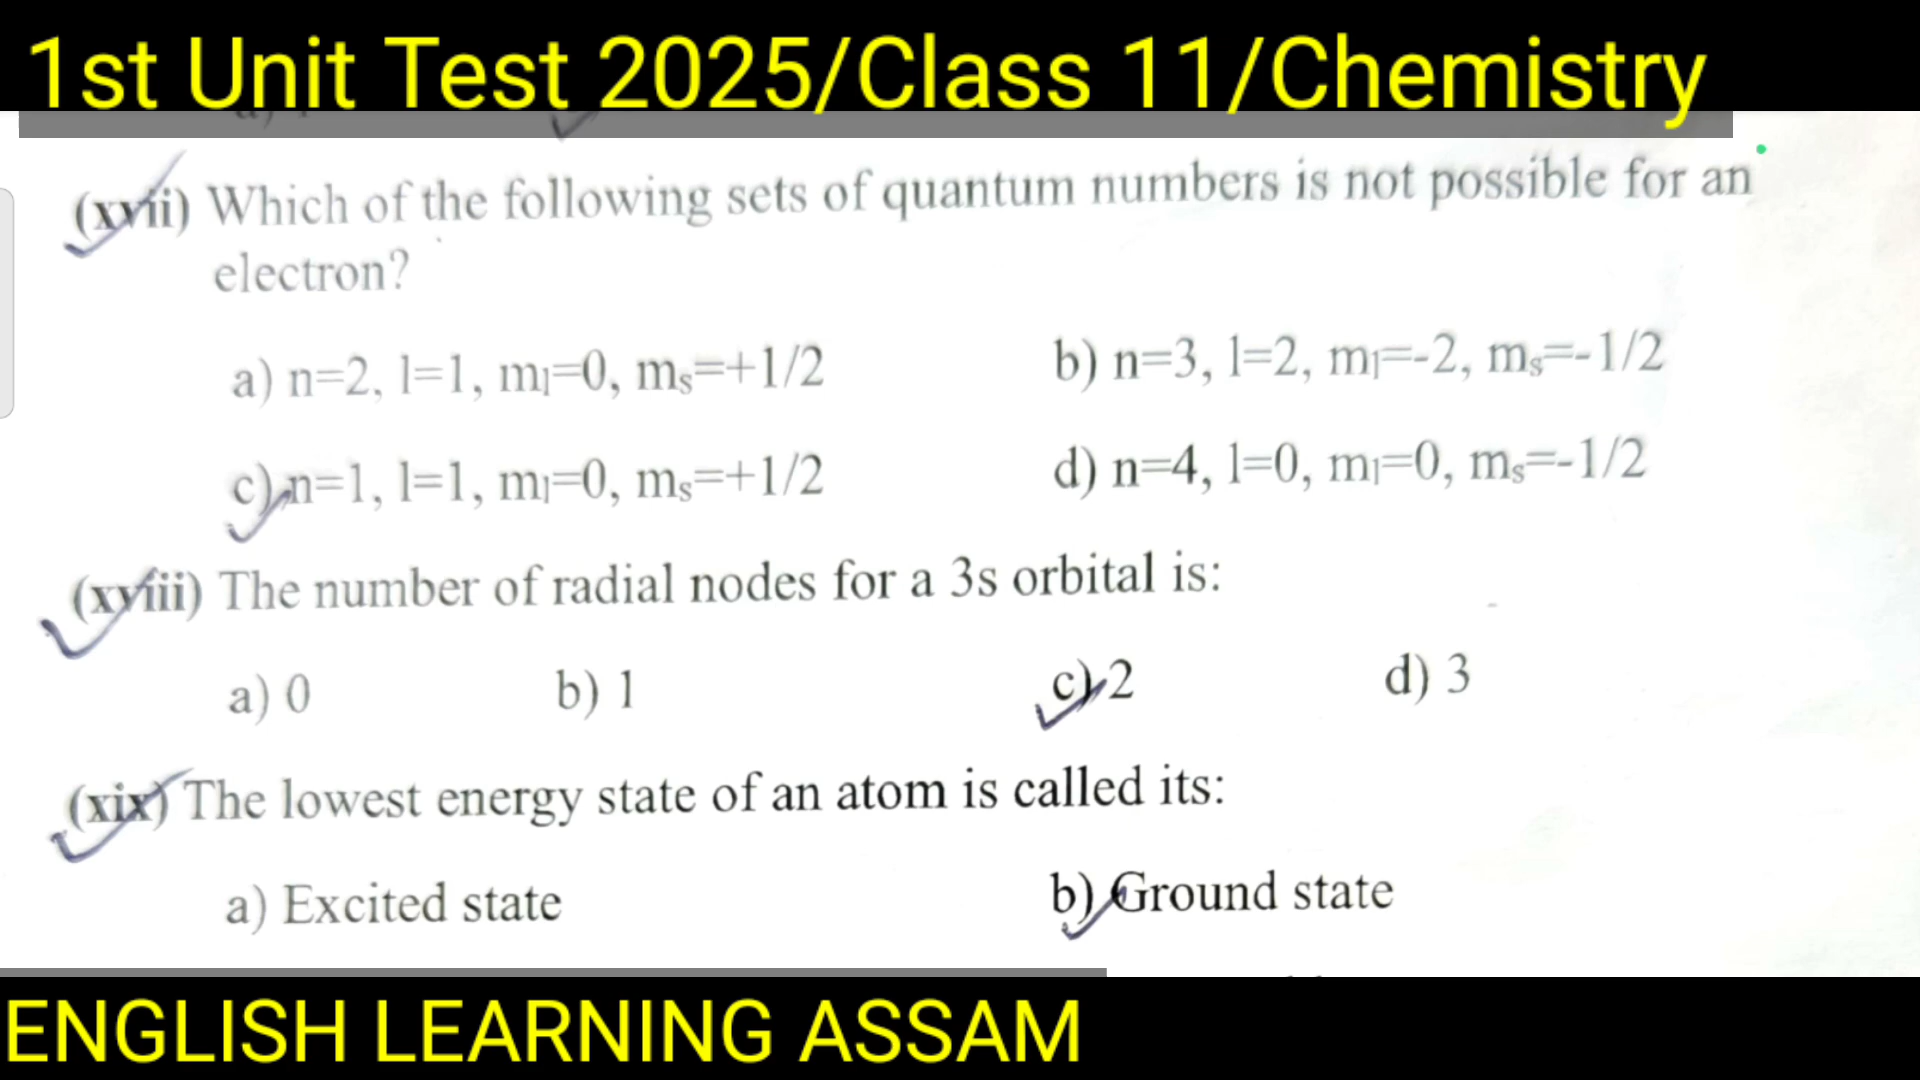 1st Unit Test 2025/Class 11/Chemistry
(xvii) Which of the following sets of quantum numbers is not possible for an
electron?
a) n=2, l=1, mₗ=0, mₛ=+1/2
b) n=3, l=2, mₗ=-2, mₛ=-1/2
c) n=1, l=1, mₗ=0, mₛ=+1/2
d) n=4, l=0, mₗ=0, mₛ=-1/2
(xviii) The number of radial nodes for a 3s orbital is:
a) 0 b) 1 c) 2 d) 3
(xix) The lowest energy state of an atom is called its:
a) Excited state b) Ground state
ENGLISH LEARNING ASSAM